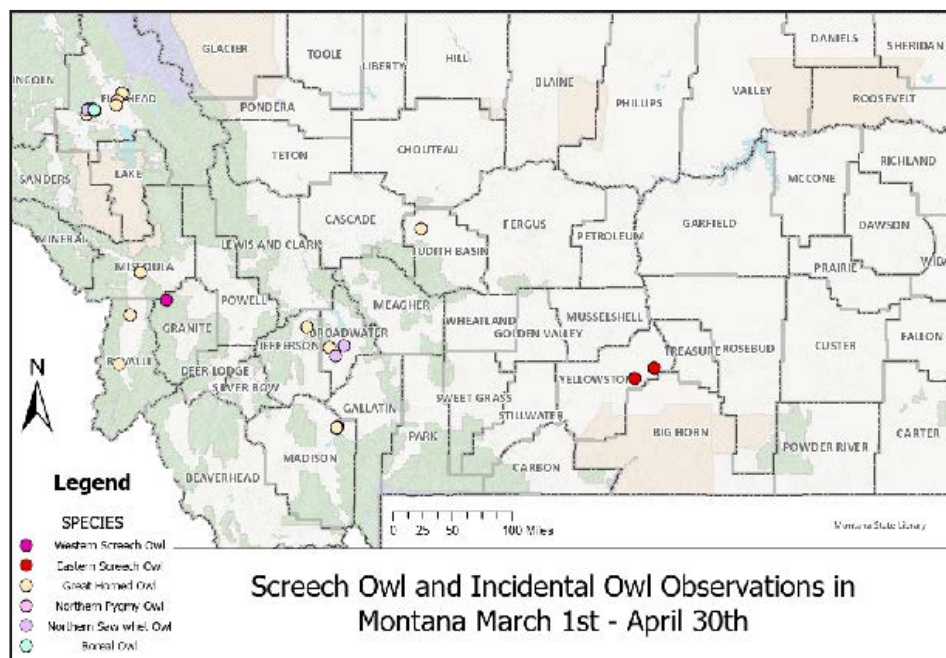 GLACIER
TOOLE
LIBERTY
HILL
BLAINE
PHILLIPS
DANIELS
SHERIDAN
VALLEY
ROOSEVELT
PONDERA
TETON
CHOUTEAU
RICHLAND
MCCONE
DAWSON
SANDERS
LAKE
CASCADE
FERGUS
GARFIELD
PETROLEUM
JUDITH BASIN
LEWIS AND CLARK
MINERAL
MISSOULA
PRAIRIE
POWELL
MEAGHER
GRANITE
BROADWATER
JEFFERSON
WHEATLAND
GOLDEN VALLEY
MUSSELSHELL
TREASURE
ROSEBUD
CUSTER
FALLON
DEER LODGE
SILVER BOW
YELLOWSTON
GALLATIN
SWEET GRASS
STILLWATER
PARK
BIG HORN
POWDER RIVER
CARTER
MADISON
CARBON
BEAVERHEAD
N
Legend
SPECIES
Western Screech Owl
Eastern Screech Owl
Great Horned Owl
Northern Pygmy Owl
Northern Saw whet Owl
Boreal Owl
0 25 50 100 Miles
Montana State Library
Screech Owl and Incidental Owl Observations in
Montana March 1st - April 30th